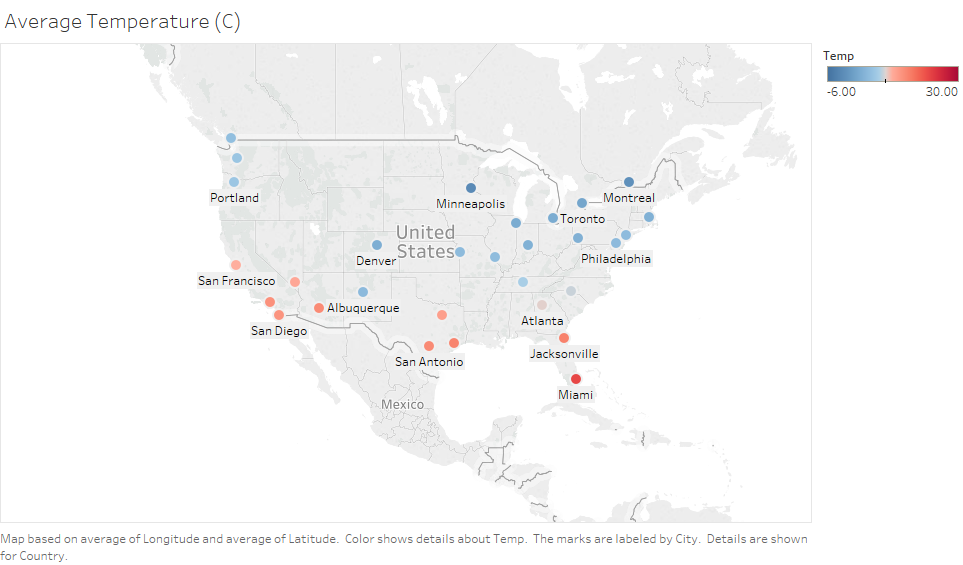 Average Temperature (C)
Temp
-6.00 30.00
Portland
Minneapolis
Montreal
Toronto
United
States
Denver
Philadelphia
San Francisco
Albuquerque
San Diego
Atlanta
San Antonio
Jacksonville
Miami
Mexico
Map based on average of Longitude and average of Latitude. Color shows details about Temp. The marks are labeled by City. Details are shown
for Country.